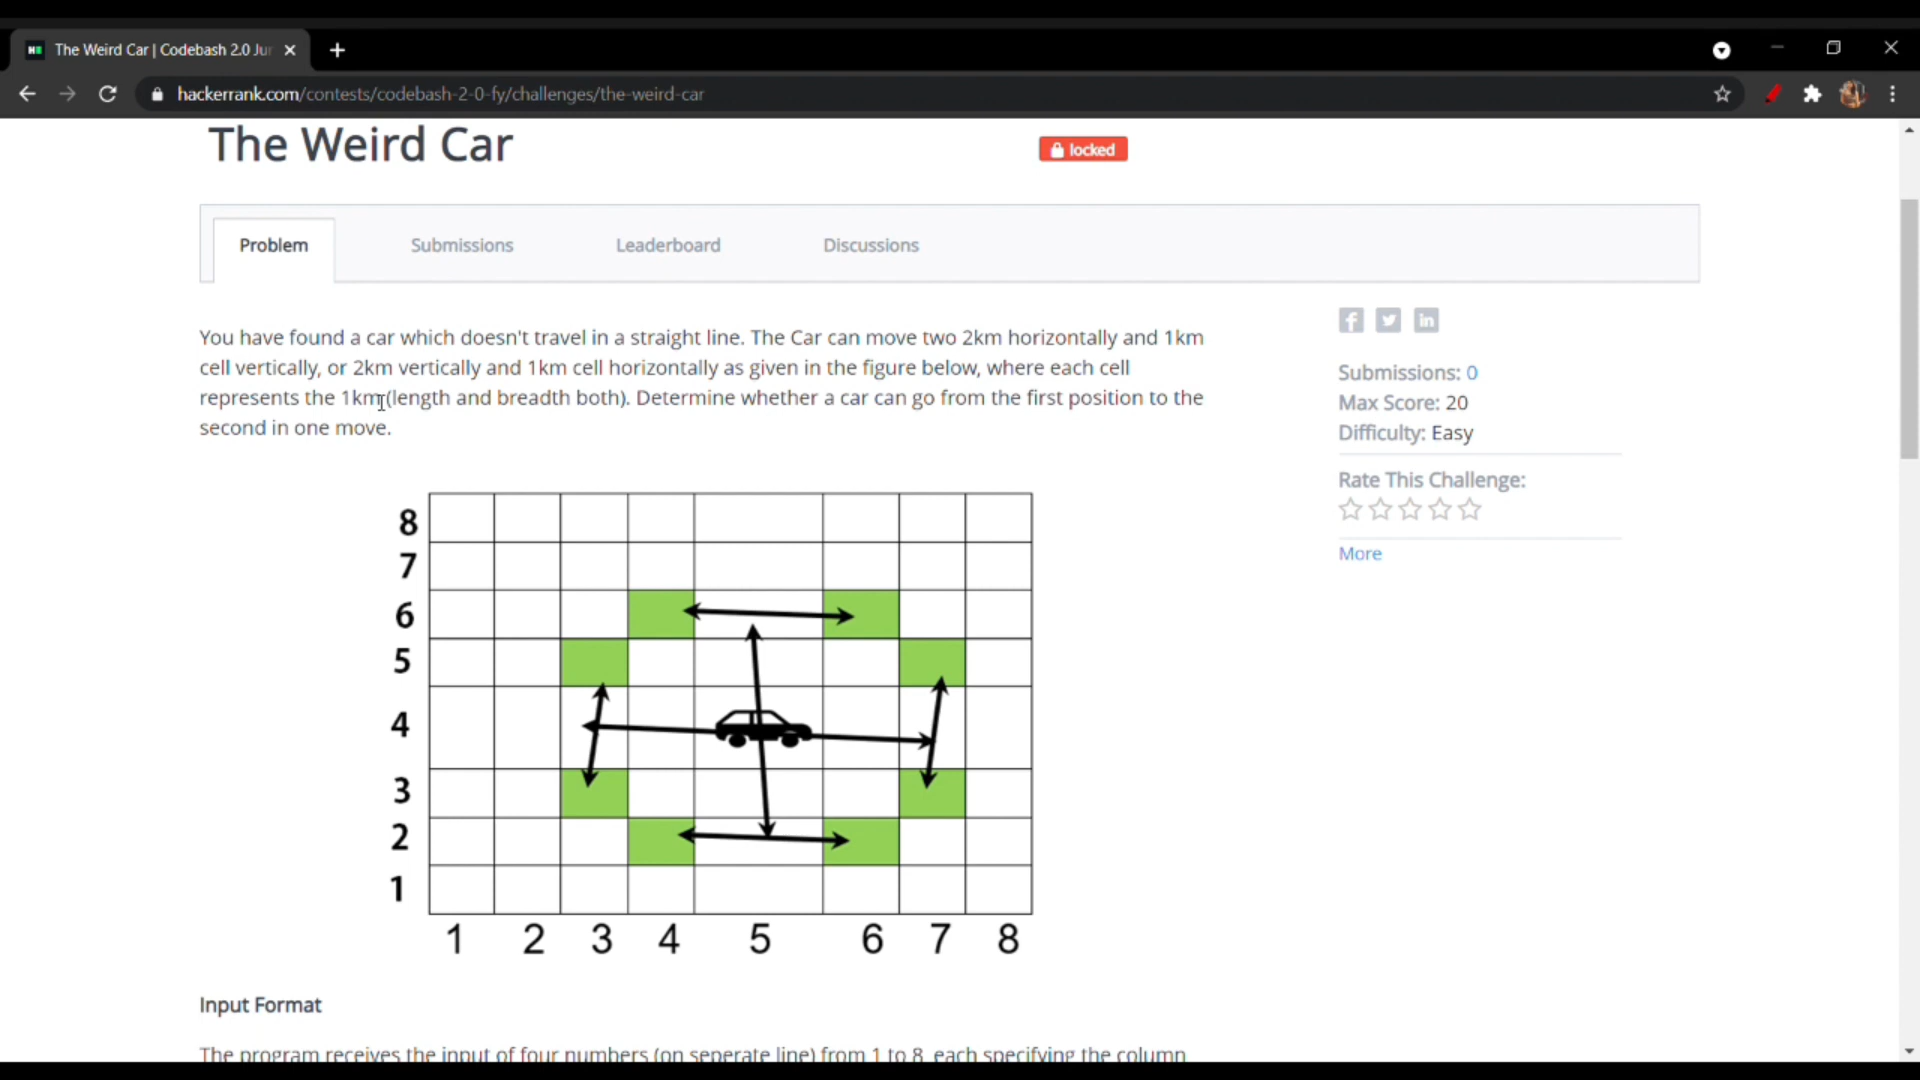 The Weird Car | Codebash 2.0 Jur
hackerrank.com/contests/codebash-2-0-fy/challenges/the-weird-car
The Weird Car
locked
Problem Submissions Leaderboard Discussions
You have found a car which doesn't travel in a straight line. The Car can move two 2km horizontally and 1km
cell vertically, or 2km vertically and 1km cell horizontally as given in the figure below, where each cell
represents the 1km(length and breadth both). Determine whether a car can go from the first position to the
second in one move.
Submissions: 0
Max Score: 20
Difficulty: Easy
Rate This Challenge:
More
8
7
6
5
4
3
2
1
1 2 3 4 5 6 7 8
Input Format
The program receives the input of four numbers (on seperate line) from 1 to 8, each specifying the column